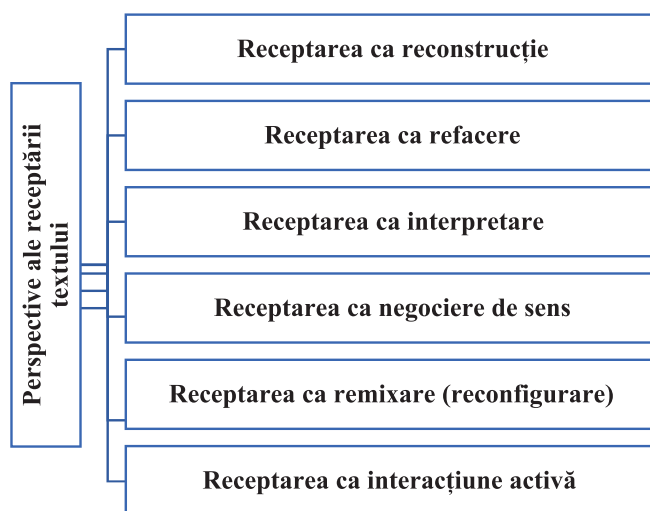 Perspective ale receptării
textului
Receptarea ca reconstrucție
Receptarea ca refacere
Receptarea ca interpretare
Receptarea ca negociere de sens
Receptarea ca remixare (reconfigurare)
Receptarea ca interacțiune activă